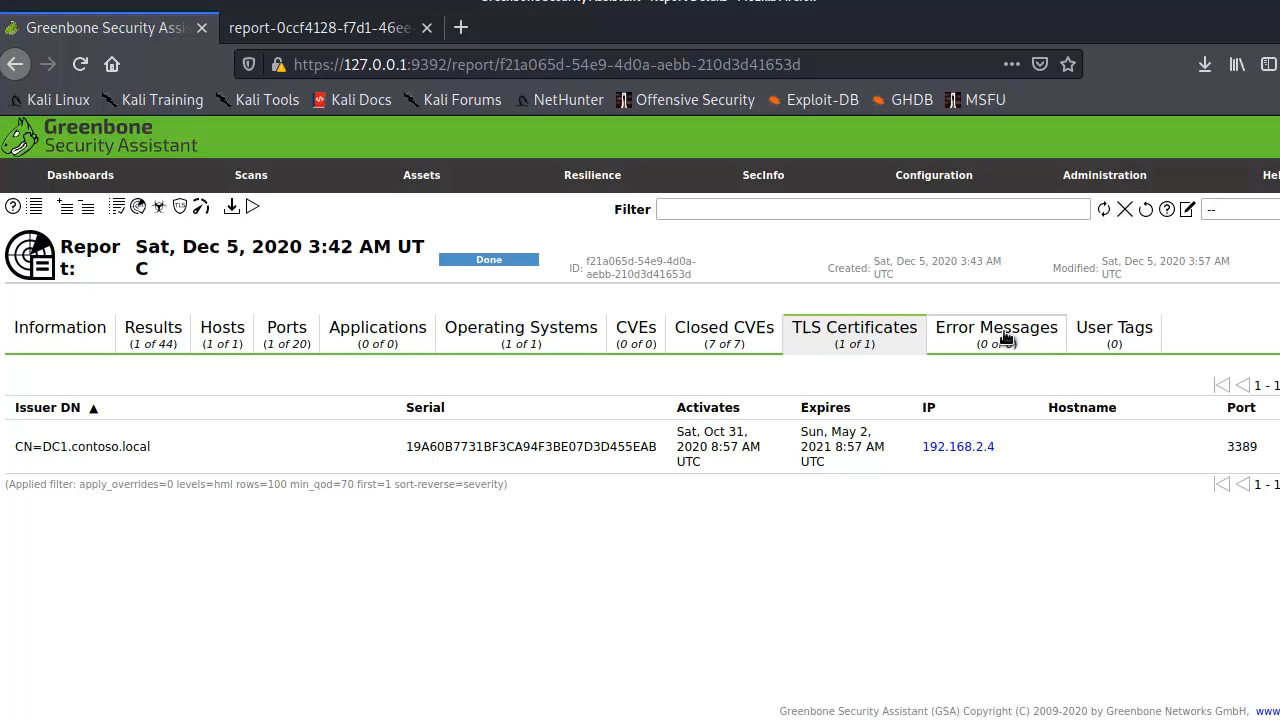 Greenbone Security Assis
report-0ccf4128-f7d1-46ee
https://127.0.0.1:9392/report/f21a065d-54e9-4d0a-aebb-210d3d41653d
Kali Linux Kali Training Kali Tools Kali Docs Kali Forums NetHunter Offensive Security Exploit-DB GHDB MSFU
Greenbone
Security Assistant
Dashboards Scans Assets Resilience SecInfo Configuration Administration Hel
Filter --
Repor
t:
Sat, Dec 5, 2020 3:42 AM UT
C
Done
ID: f21a065d-54e9-4d0a-
aebb-210d3d41653d
Created: Sat, Dec 5, 2020 3:43 AM
UTC
Modified: Sat, Dec 5, 2020 3:57 AM
UTC
Information
Results
(1 of 44)
Hosts
(1 of 1)
Ports
(1 of 20)
Applications
(0 of 0)
Operating Systems
(1 of 1)
CVEs
(0 of 0)
Closed CVEs
(7 of 7)
TLS Certificates
(1 of 1)
Error Messages
(0 of
User Tags
(0)
1 - 1
Issuer DN ▲ Serial Activates Expires IP Hostname Port
CN=DC1.contoso.local
19A60B7731BF3CA94F3BE07D3D455EAB
Sat, Oct 31,
2020 8:57 AM
UTC
Sun, May 2,
2021 8:57 AM
UTC
192.168.2.4
3389
(Applied filter: apply_overrides=0 levels=hml rows=100 min_qod=70 first=1 sort-reverse=severity)
1 - 1
Greenbone Security Assistant (GSA) Copyright (C) 2009-2020 by Greenbone Networks GmbH, www